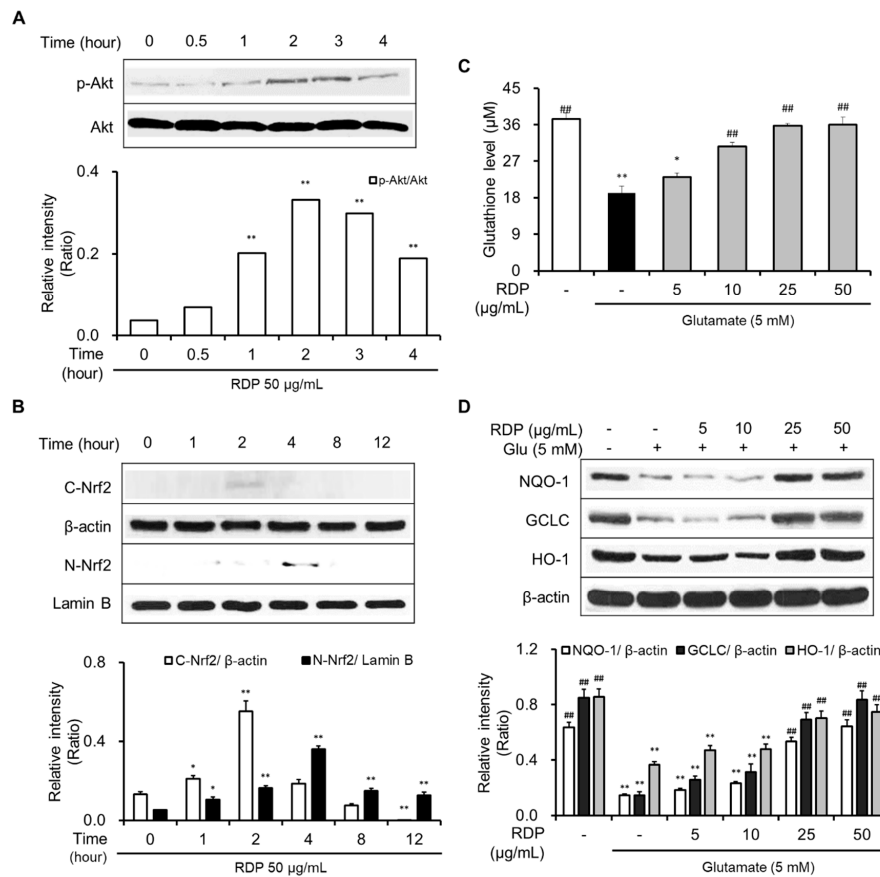 A
Time (hour) 0 0.5 1 2 3 4
p-Akt
Akt
0.4
0.2
0.0
Relative intensity
(Ratio)
p-Akt/Akt
** ** ** **
Time
(hour)
0 0.5 1 2 3 4
RDP 50 µg/mL
B
Time (hour) 0 1 2 4 8 12
C-Nrf2
β-actin
N-Nrf2
Lamin B
0.8
0.4
0.0
Relative intensity
(Ratio)
C-Nrf2/ β-actin N-Nrf2/ Lamin B
* * ** ** ** ** ** **
Time
(hour)
0 1 2 4 8 12
RDP 50 µg/mL
C
45
36
27
18
9
0
Glutathione level (µM)
## ** * ## ## ##
RDP
(µg/mL)
- - 5 10 25 50
Glutamate (5 mM)
D
RDP (µg/mL) - - 5 10 25 50
Glu (5 mM) - + + + + +
NQO-1
GCLC
HO-1
β-actin
1.2
0.8
0.4
0.0
Relative intensity
(Ratio)
NQO-1/ β-actin GCLC/ β-actin HO-1/ β-actin
## ## ## ** ** ** ** ** ** ** ** ** ## ## ## ## ## ##
RDP
(µg/mL)
- - 5 10 25 50
Glutamate (5 mM)